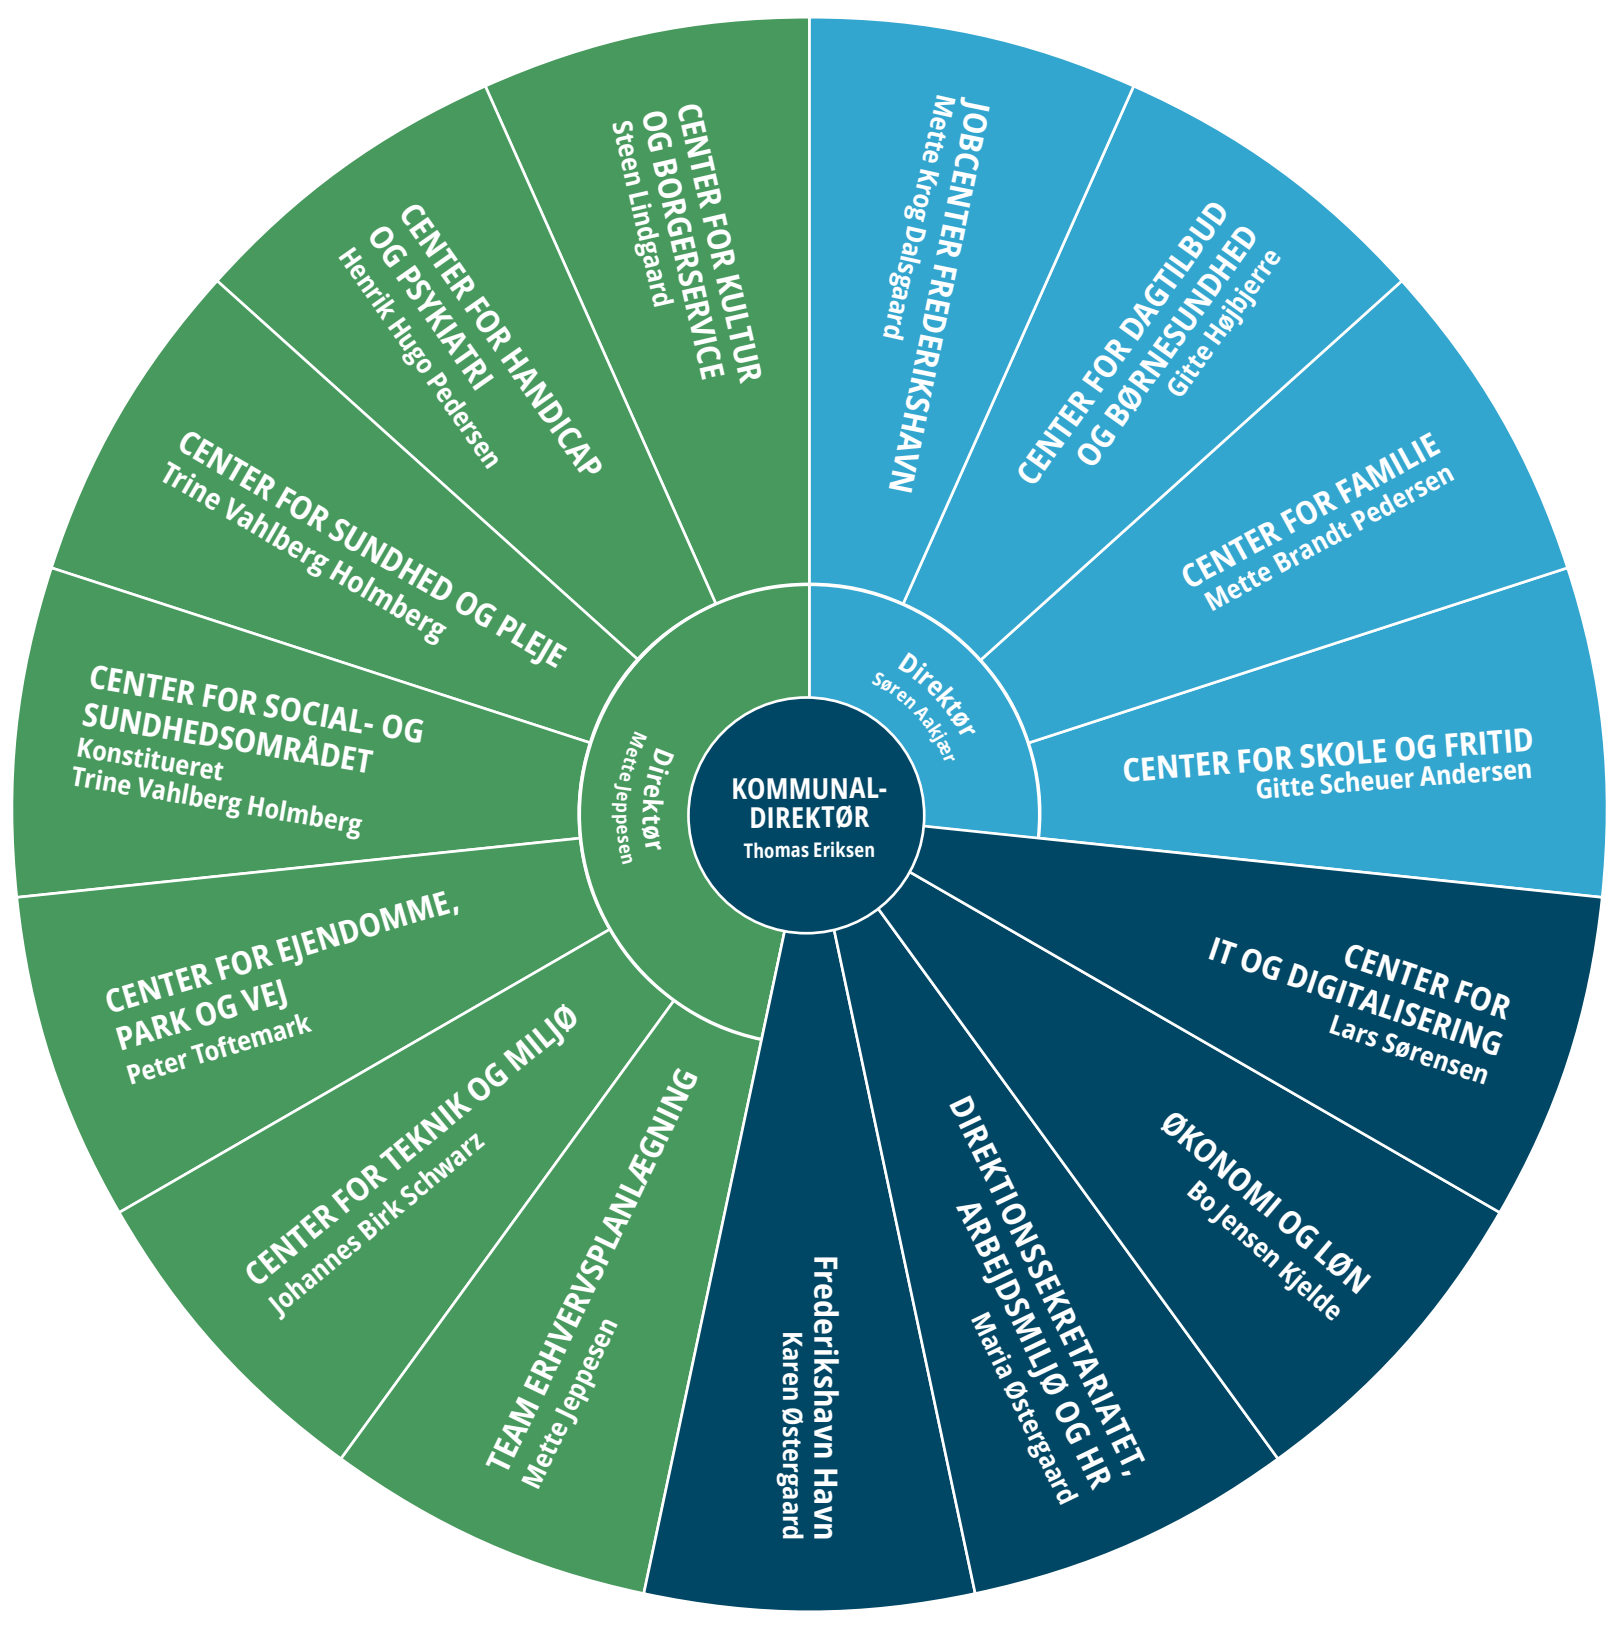 KOMMUNAL-
DIREKTØR
Thomas Eriksen
Direktør
Søren Aakjær
JOBCENTER FREDERIKSHAVN
Mette Krog Dalsgaard
CENTER FOR DAGTILBUD
OG BØRNESUNDHED
Gitte Højbjerre
CENTER FOR FAMILIE
Mette Brandt Pedersen
CENTER FOR SKOLE OG FRITID
Gitte Scheuer Andersen
CENTER FOR
IT OG DIGITALISERING
Lars Sørensen
ØKONOMI OG LØN
Bo Jensen Kjelde
DIREKTIONSSEKRETARIATET,
ARBEJDSMILJØ OG HR
Maria Østergaard
Frederikshavn Havn
Karen Østergaard
Direktør
Mette Jeppesen
TEAM ERHVERVSPLANLÆGNING
Mette Jeppesen
CENTER FOR TEKNIK OG MILJØ
Johannes Birk Schwarz
CENTER FOR EJENDOMME,
PARK OG VEJ
Peter Toftemark
CENTER FOR SOCIAL- OG
SUNDHEDSOMRÅDET
Konstitueret
Trine Vahlberg Holmberg
CENTER FOR SUNDHED OG PLEJE
Trine Vahlberg Holmberg
CENTER FOR HANDICAP
OG PSYKIATRI
Henrik Hugo Pedersen
CENTER FOR KULTUR
OG BORGERSERVICE
Steen Lindgaard